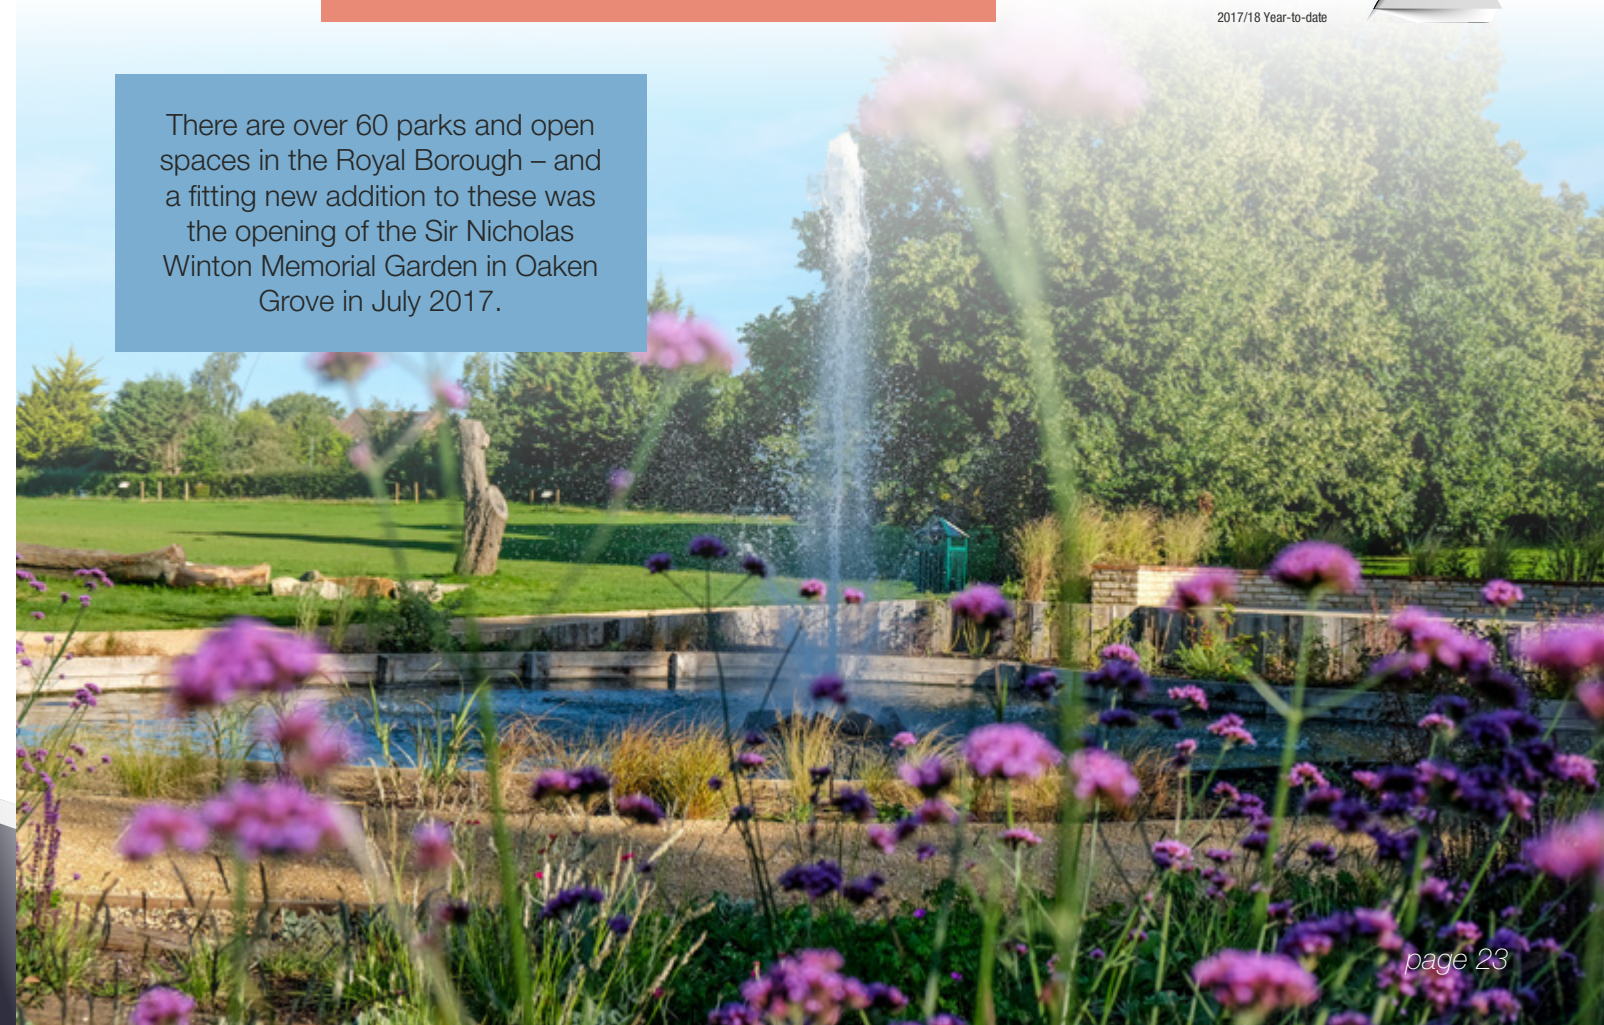 2017/18 Year-to-date
There are over 60 parks and open
spaces in the Royal Borough – and
a fitting new addition to these was
the opening of the Sir Nicholas
Winton Memorial Garden in Oaken
Grove in July 2017.
page 23